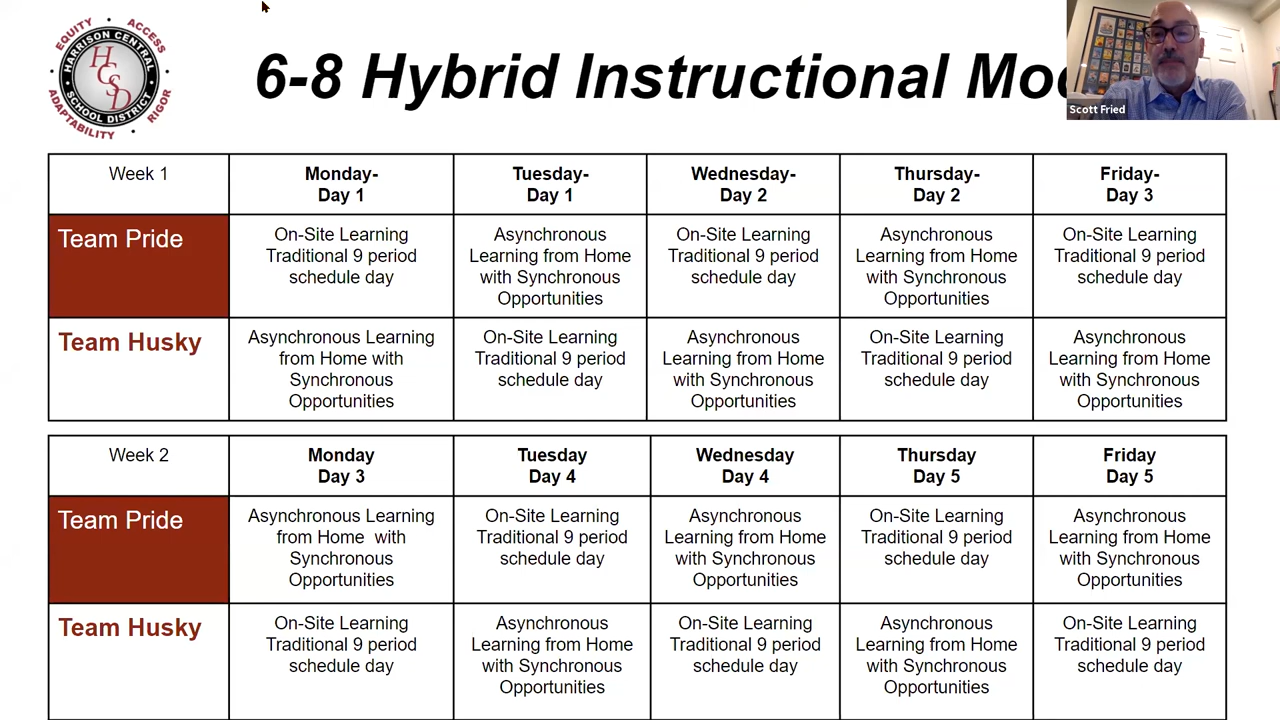 EQUITY ACCESS
HARRISON CENTRAL
HCSD
SCHOOL DISTRICT
ADAPTABILITY RIGOR
6-8 Hybrid Instructional Mo
Scott Fried
Week 1
Monday-
Day 1
Tuesday-
Day 1
Wednesday-
Day 2
Thursday-
Day 2
Friday-
Day 3
Team Pride
On-Site Learning
Traditional 9 period
schedule day
Asynchronous
Learning from Home
with Synchronous
Opportunities
On-Site Learning
Traditional 9 period
schedule day
Asynchronous
Learning from Home
with Synchronous
Opportunities
On-Site Learning
Traditional 9 period
schedule day
Team Husky
Asynchronous Learning
from Home with
Synchronous
Opportunities
On-Site Learning
Traditional 9 period
schedule day
Asynchronous
Learning from Home
with Synchronous
Opportunities
On-Site Learning
Traditional 9 period
schedule day
Asynchronous
Learning from Home
with Synchronous
Opportunities
Week 2
Monday
Day 3
Tuesday
Day 4
Wednesday
Day 4
Thursday
Day 5
Friday
Day 5
Team Pride
Asynchronous Learning
from Home with
Synchronous
Opportunities
On-Site Learning
Traditional 9 period
schedule day
Asynchronous
Learning from Home
with Synchronous
Opportunities
On-Site Learning
Traditional 9 period
schedule day
Asynchronous
Learning from Home
with Synchronous
Opportunities
Team Husky
On-Site Learning
Traditional 9 period
schedule day
Asynchronous
Learning from Home
with Synchronous
Opportunities
On-Site Learning
Traditional 9 period
schedule day
Asynchronous
Learning from Home
with Synchronous
Opportunities
On-Site Learning
Traditional 9 period
schedule day